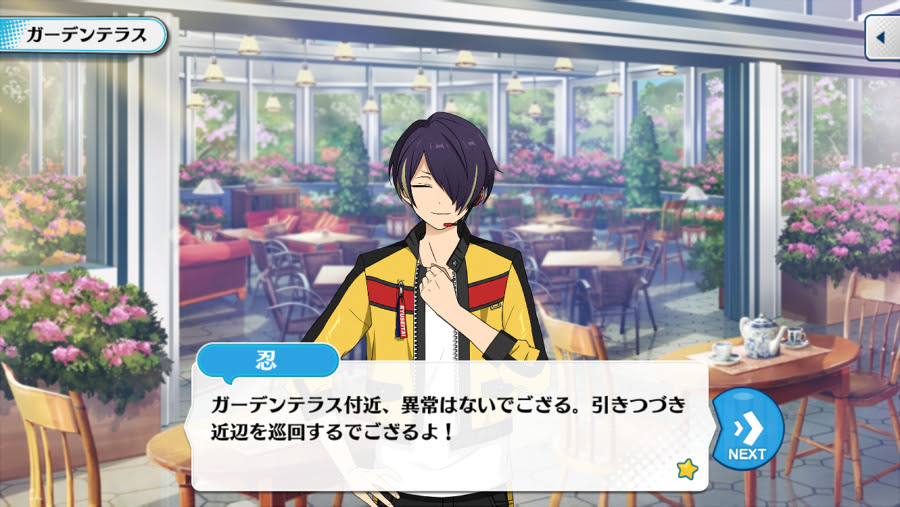 ガーデンテラス
RYUSEITAI
忍
ガーデンテラス付近、異常はないでござる。引きつづき
近辺を巡回するでござるよ！
NEXT